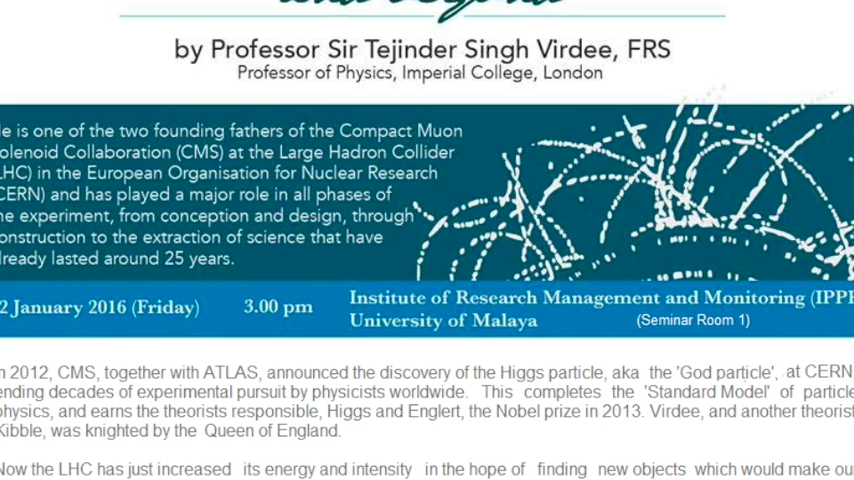 and beyond
by Professor Sir Tejinder Singh Virdee, FRS
Professor of Physics, Imperial College, London
He is one of the two founding fathers of the Compact Muon
olenoid Collaboration (CMS) at the Large Hadron Collider
LHC) in the European Organisation for Nuclear Research
CERN) and has played a major role in all phases of
he experiment, from conception and design, through
onstruction to the extraction of science that have
lready lasted around 25 years.
2 January 2016 (Friday) 3.00 pm Institute of Research Management and Monitoring (IPPP
University of Malaya (Seminar Room 1)
n 2012, CMS, together with ATLAS, announced the discovery of the Higgs particle, aka the 'God particle', at CERN
ending decades of experimental pursuit by physicists worldwide. This completes the 'Standard Model' of particle
physics, and earns the theorists responsible, Higgs and Englert, the Nobel prize in 2013. Virdee, and another theorist
Kibble, was knighted by the Queen of England.
Now the LHC has just increased its energy and intensity in the hope of finding new objects which would make our